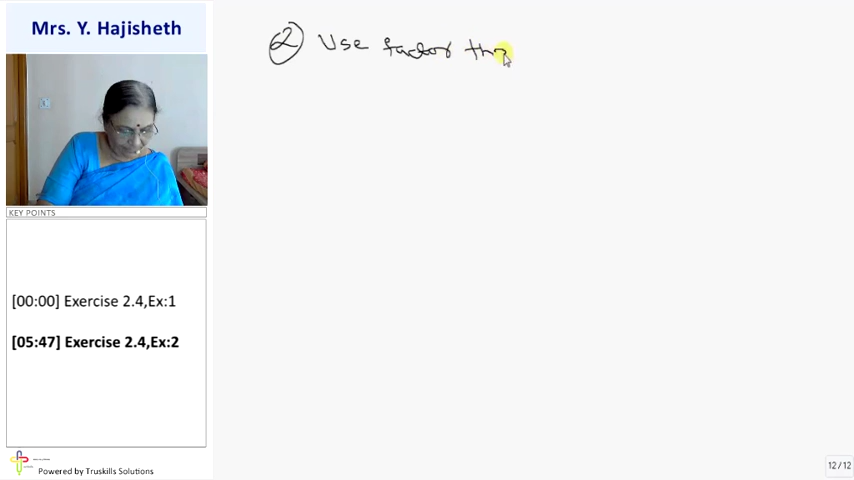 Mrs. Y. Hajisheth
② Use factor th
KEY POINTS
[00:00] Exercise 2.4,Ex:1
[05:47] Exercise 2.4,Ex:2
Powered by Truskills Solutions
12/12